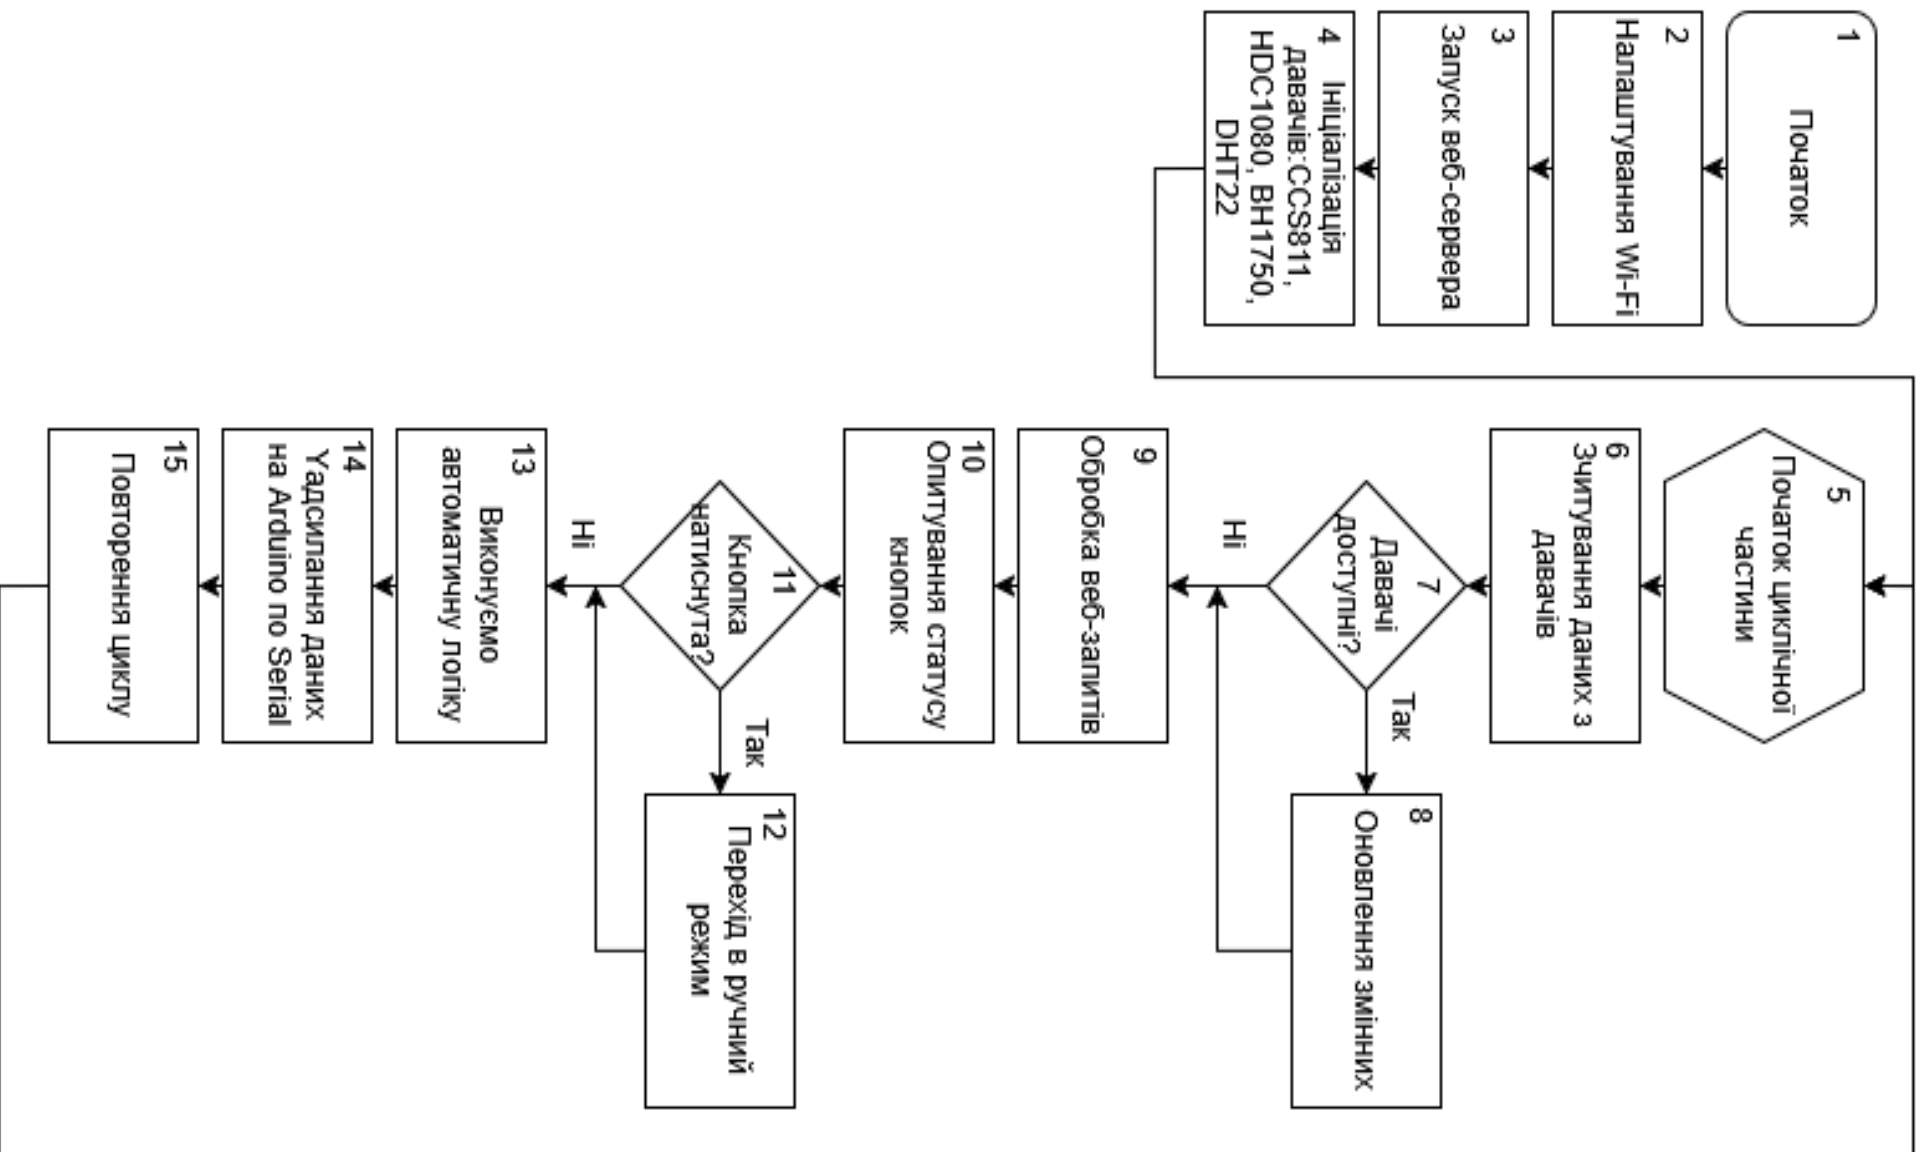 1
Початок
2
Налаштування Wi-Fi
3
Запуск веб-сервера
4 Ініціалізація
давачів:CCS811,
HDC1080, BH1750,
DHT22
5
Початок циклічної
частини
6
Зчитування даних з
давачів
7
Давачі
доступні?
Так
Ні
8
Оновлення змінних
9
Обробка веб-запитів
10
Опитування статусу
кнопок
11
Кнопка
натиснута?
Так
Ні
12
Перехід в ручний
режим
13
Виконуємо
автоматичну логіку
14
Yадсилання даних
на Arduino по Serial
15
Повторення циклу